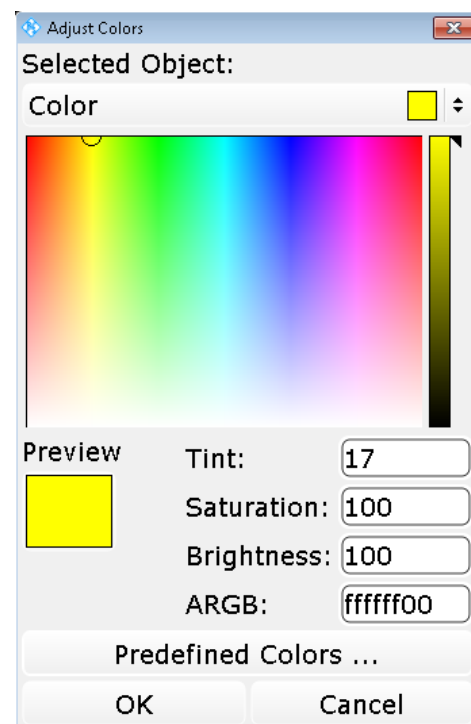 Adjust Colors
Selected Object:
Color
Preview
Tint: 17
Saturation: 100
Brightness: 100
ARGB: ffffff00
Predefined Colors ...
OK Cancel